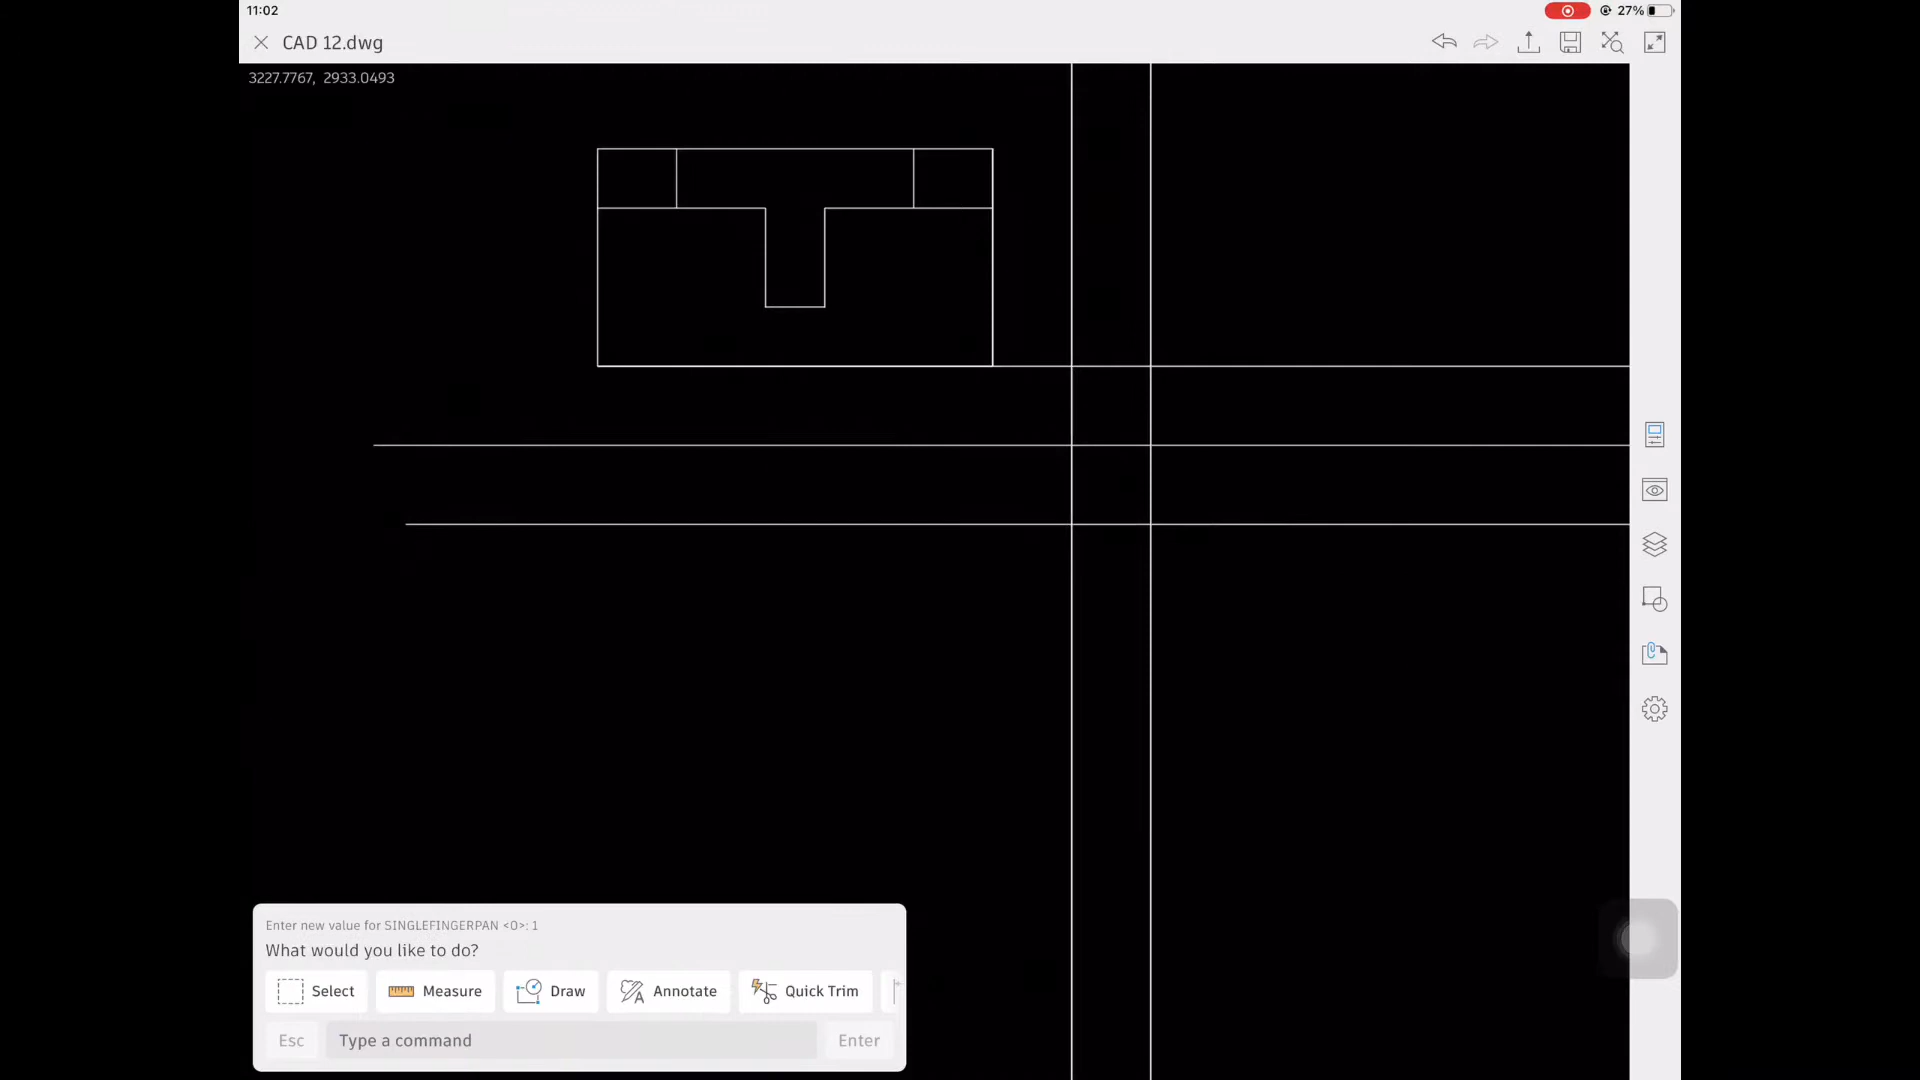 11:02
27%
CAD 12.dwg
3227.7767, 2933.0493
Enter new value for SINGLEFINGERPAN <0>: 1
What would you like to do?
Select
Measure
Draw
Annotate
Quick Trim
Esc
Type a command
Enter